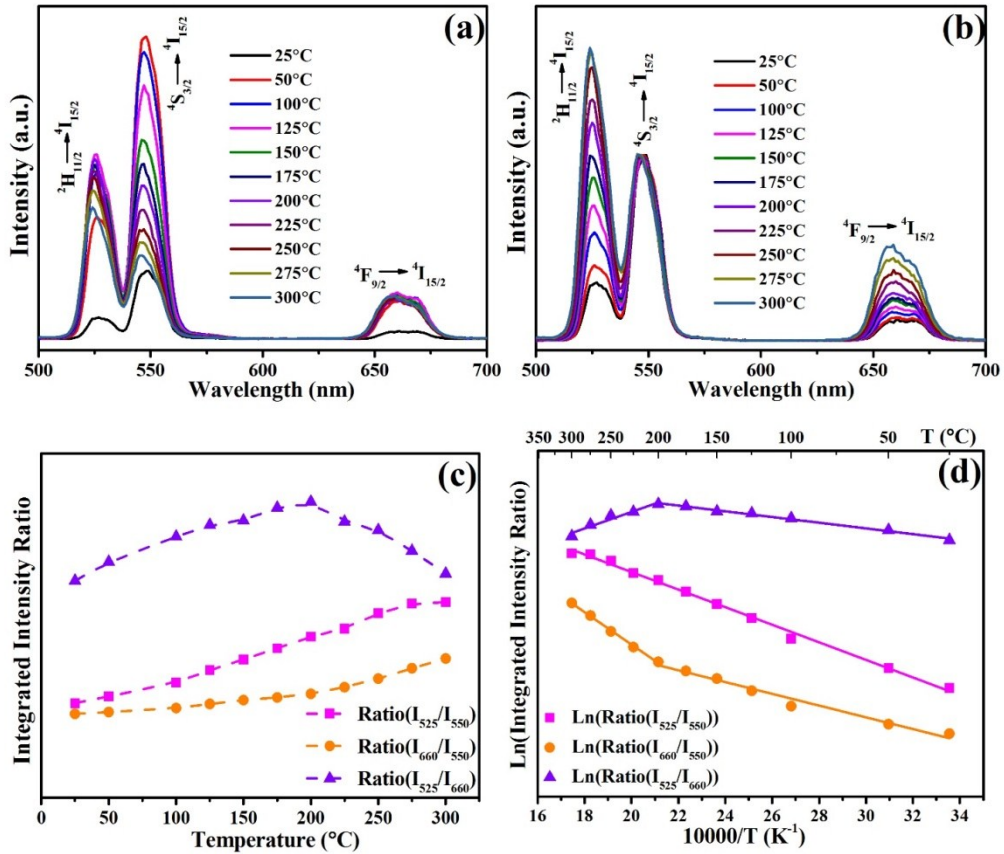 (a)
Intensity (a.u.)
²H₁₁/₂ → ⁴I₁₅/₂
⁴S₃/₂ → ⁴I₁₅/₂
⁴F₉/₂ → ⁴I₁₅/₂
25°C
50°C
100°C
125°C
150°C
175°C
200°C
225°C
250°C
275°C
300°C
500 550 600 650 700
Wavelength (nm)
(b)
Intensity (a.u.)
²H₁₁/₂ → ⁴I₁₅/₂
⁴S₃/₂ → ⁴I₁₅/₂
⁴F₉/₂ → ⁴I₁₅/₂
25°C
50°C
100°C
125°C
150°C
175°C
200°C
225°C
250°C
275°C
300°C
500 550 600 650 700
Wavelength (nm)
(c)
Integrated Intensity Ratio
Ratio(I₅₂₅/I₅₅₀)
Ratio(I₆₆₀/I₅₅₀)
Ratio(I₅₂₅/I₆₆₀)
0 50 100 150 200 250 300
Temperature (°C)
350 300 250 200 150 100 50 T (°C)
(d)
Ln(Integrated Intensity Ratio)
Ln(Ratio(I₅₂₅/I₅₅₀))
Ln(Ratio(I₆₆₀/I₅₅₀))
Ln(Ratio(I₅₂₅/I₆₆₀))
16 18 20 22 24 26 28 30 32 34
10000/T (K⁻¹)